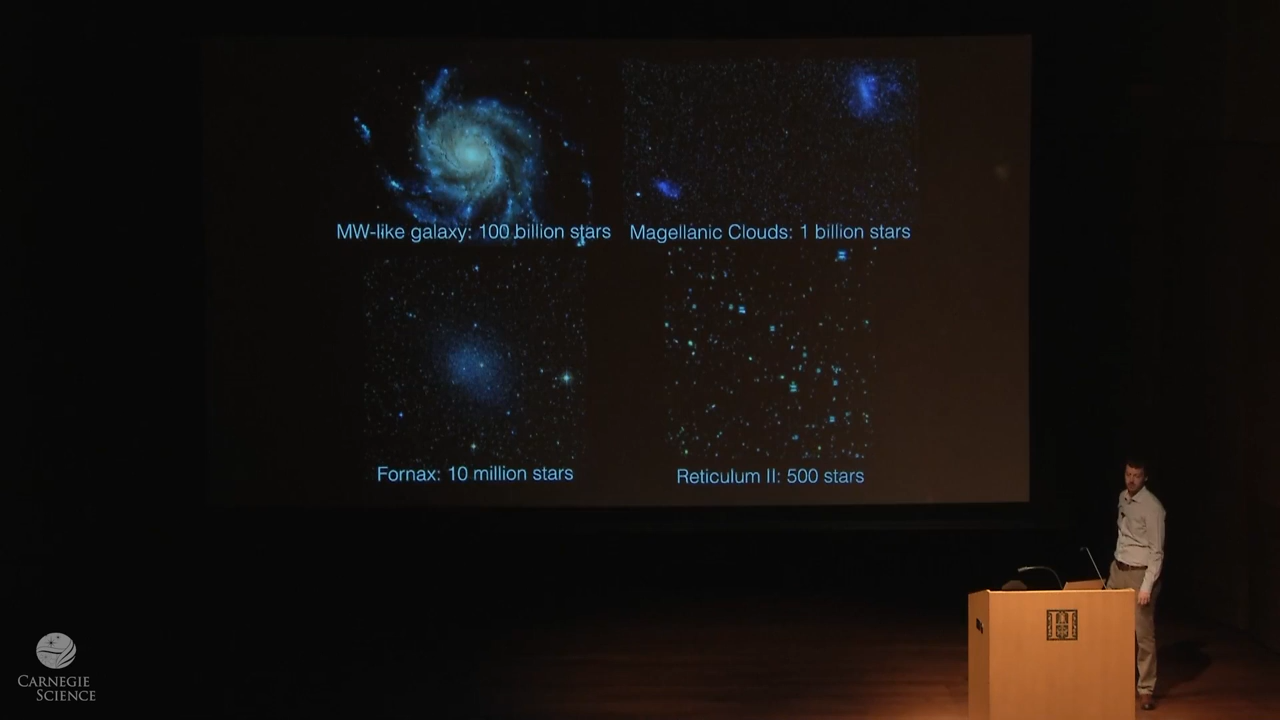 MW-like galaxy: 100 billion stars
Magellanic Clouds: 1 billion stars
Fornax: 10 million stars
Reticulum II: 500 stars
H
CARNEGIE
SCIENCE